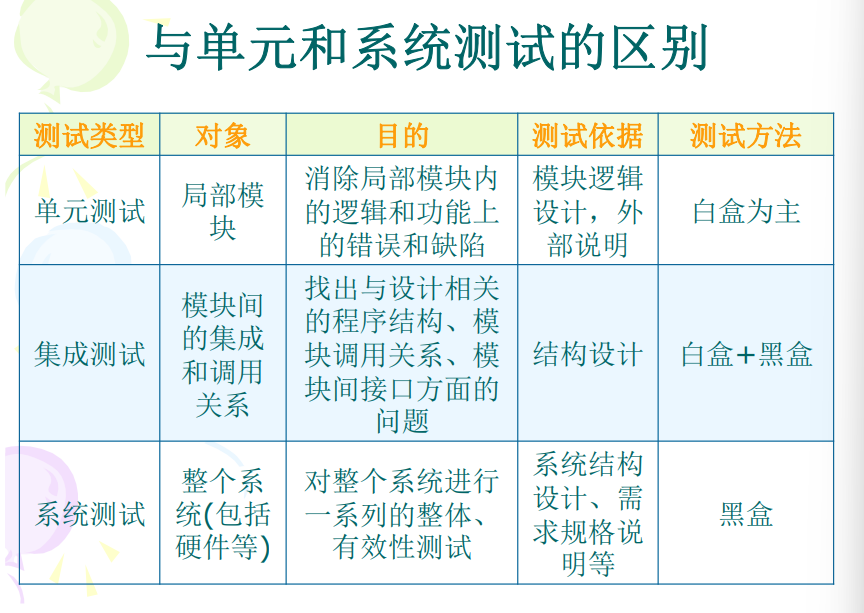 与单元和系统测试的区别
测试类型
对象
目的
测试依据
测试方法
单元测试
局部模
块
消除局部模块内
的逻辑和功能上
的错误和缺陷
模块逻辑
设计，外
部说明
白盒为主
集成测试
模块间
的集成
和调用
关系
找出与设计相关
的程序结构、模
块调用关系、模
块间接口方面的
问题
结构设计
白盒+黑盒
系统测试
整个系
统(包括
硬件等)
对整个系统进行
一系列的整体、
有效性测试
系统结构
设计、需
求规格说
明等
黑盒